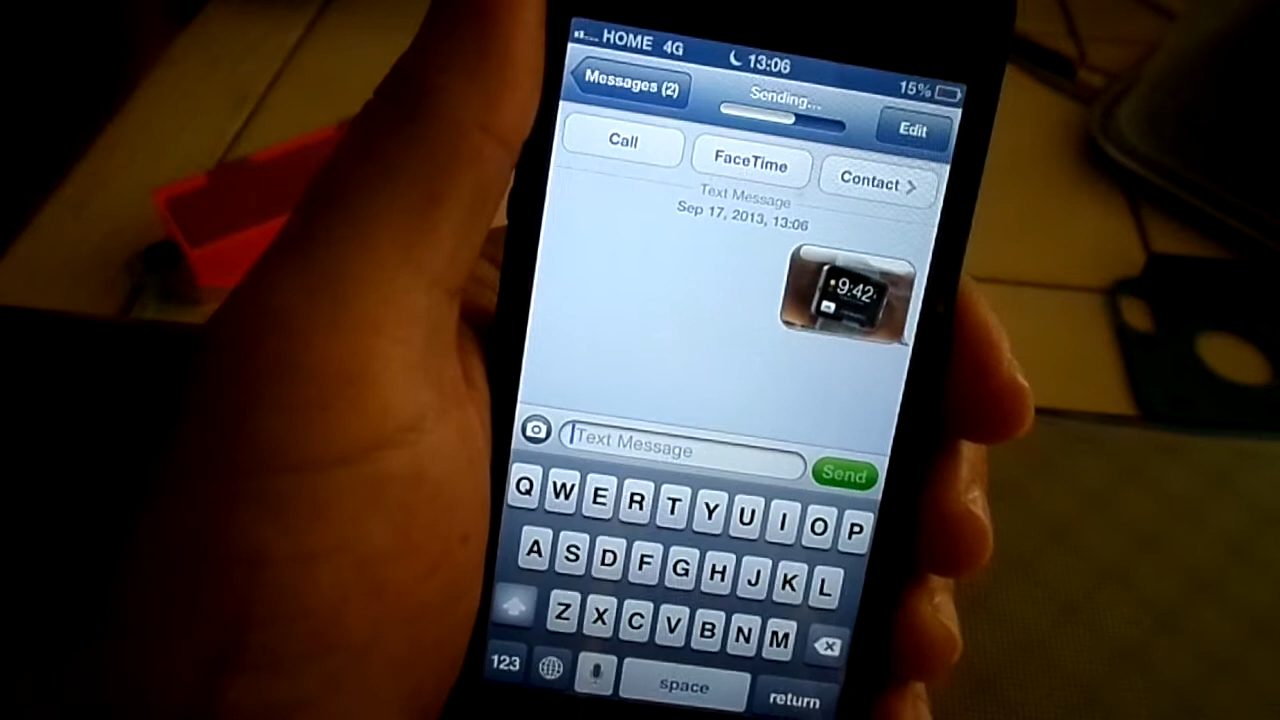 HOME 4G 13:06 15%
Messages (2) Sending... Edit
Call FaceTime Contact
Text Message
Sep 17, 2013, 13:06
9:42
Text Message Send
Q W E R T Y U I O P
A S D F G H J K L
Z X C V B N M
123 space return